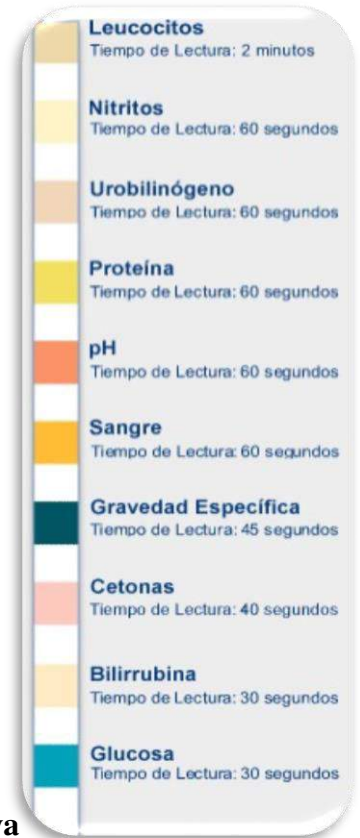 Leucocitos
Tiempo de Lectura: 2 minutos
Nitritos
Tiempo de Lectura: 60 segundos
Urobilinógeno
Tiempo de Lectura: 60 segundos
Proteína
Tiempo de Lectura: 60 segundos
pH
Tiempo de Lectura: 60 segundos
Sangre
Tiempo de Lectura: 60 segundos
Gravedad Específica
Tiempo de Lectura: 45 segundos
Cetonas
Tiempo de Lectura: 40 segundos
Bilirrubina
Tiempo de Lectura: 30 segundos
Glucosa
Tiempo de Lectura: 30 segundos